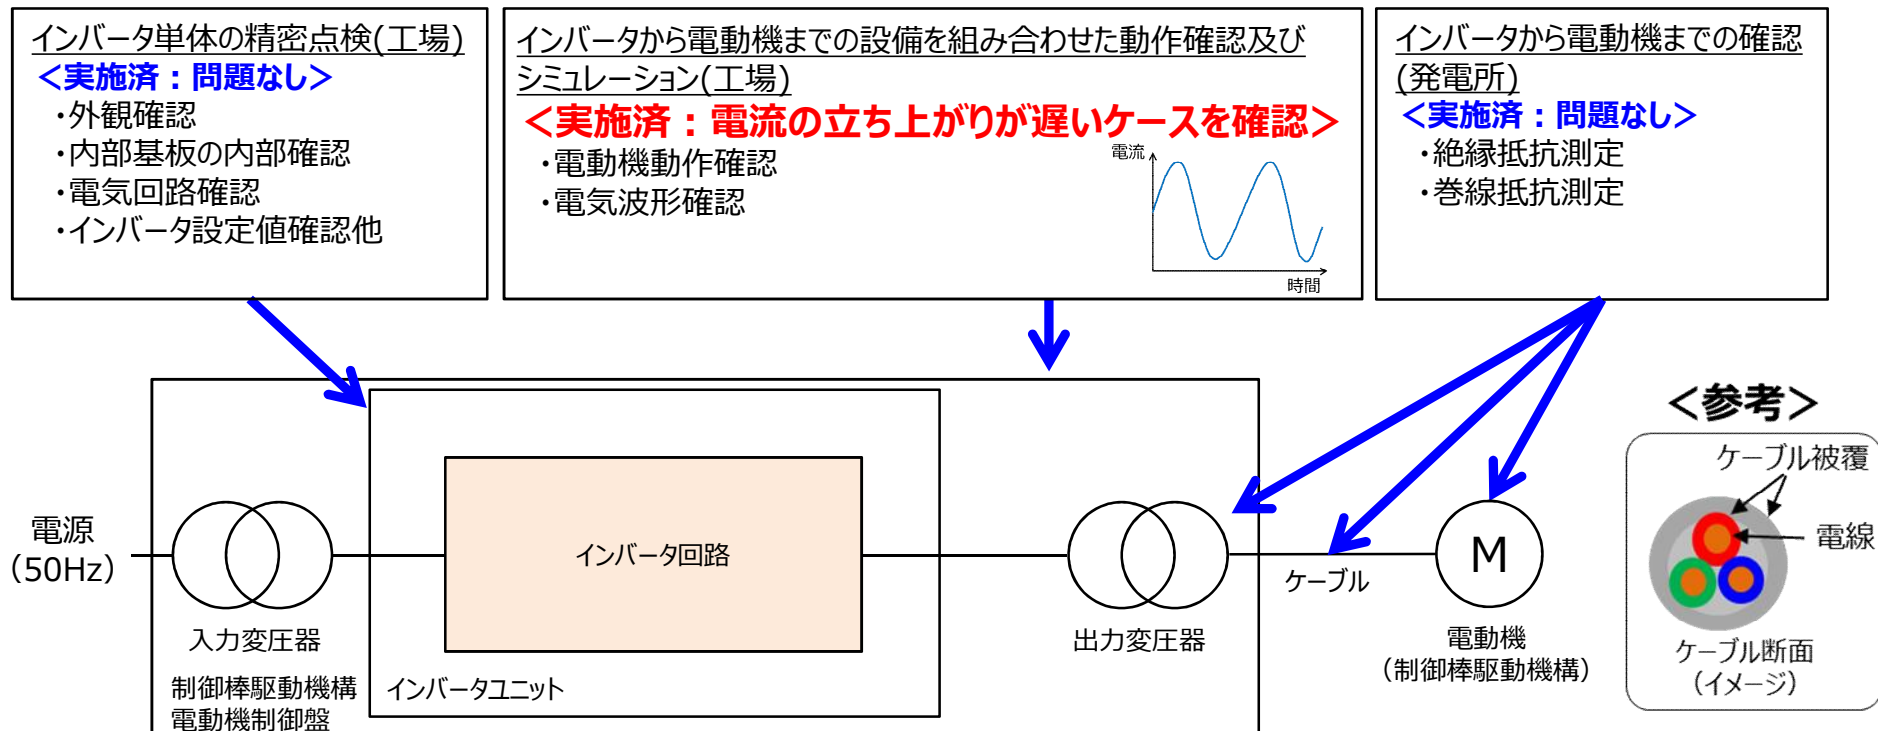 インバータ単体の精密点検(工場)
＜実施済：問題なし＞
・外観確認
・内部基板の内部確認
・電気回路確認
・インバータ設定値確認他
インバータから電動機までの設備を組み合わせた動作確認及び
シミュレーション(工場)
＜実施済：電流の立ち上がりが遅いケースを確認＞
・電動機動作確認
・電気波形確認
電流
時間
インバータから電動機までの確認
(発電所)
＜実施済：問題なし＞
・絶縁抵抗測定
・巻線抵抗測定
電源
（50Hz）
入力変圧器
制御棒駆動機構
電動機制御盤
インバータ回路
インバータユニット
出力変圧器
ケーブル
M
電動機
（制御棒駆動機構）
＜参考＞
ケーブル被覆
電線
ケーブル断面
（イメージ）